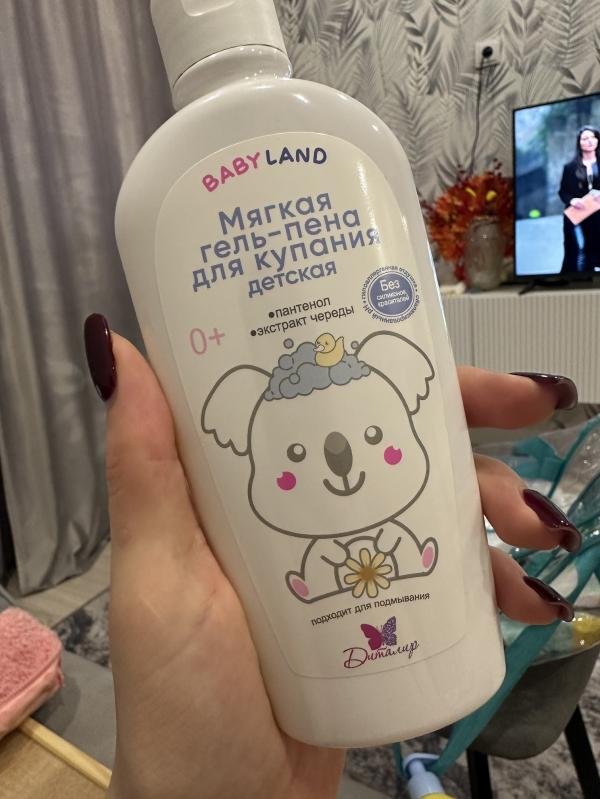 BABY LAND
Мягкая
гель-пена
для купания
детская
•пантенол
•экстракт череды
0+
Без
силиконов,
красителей
подходит для подмывания
Диталир